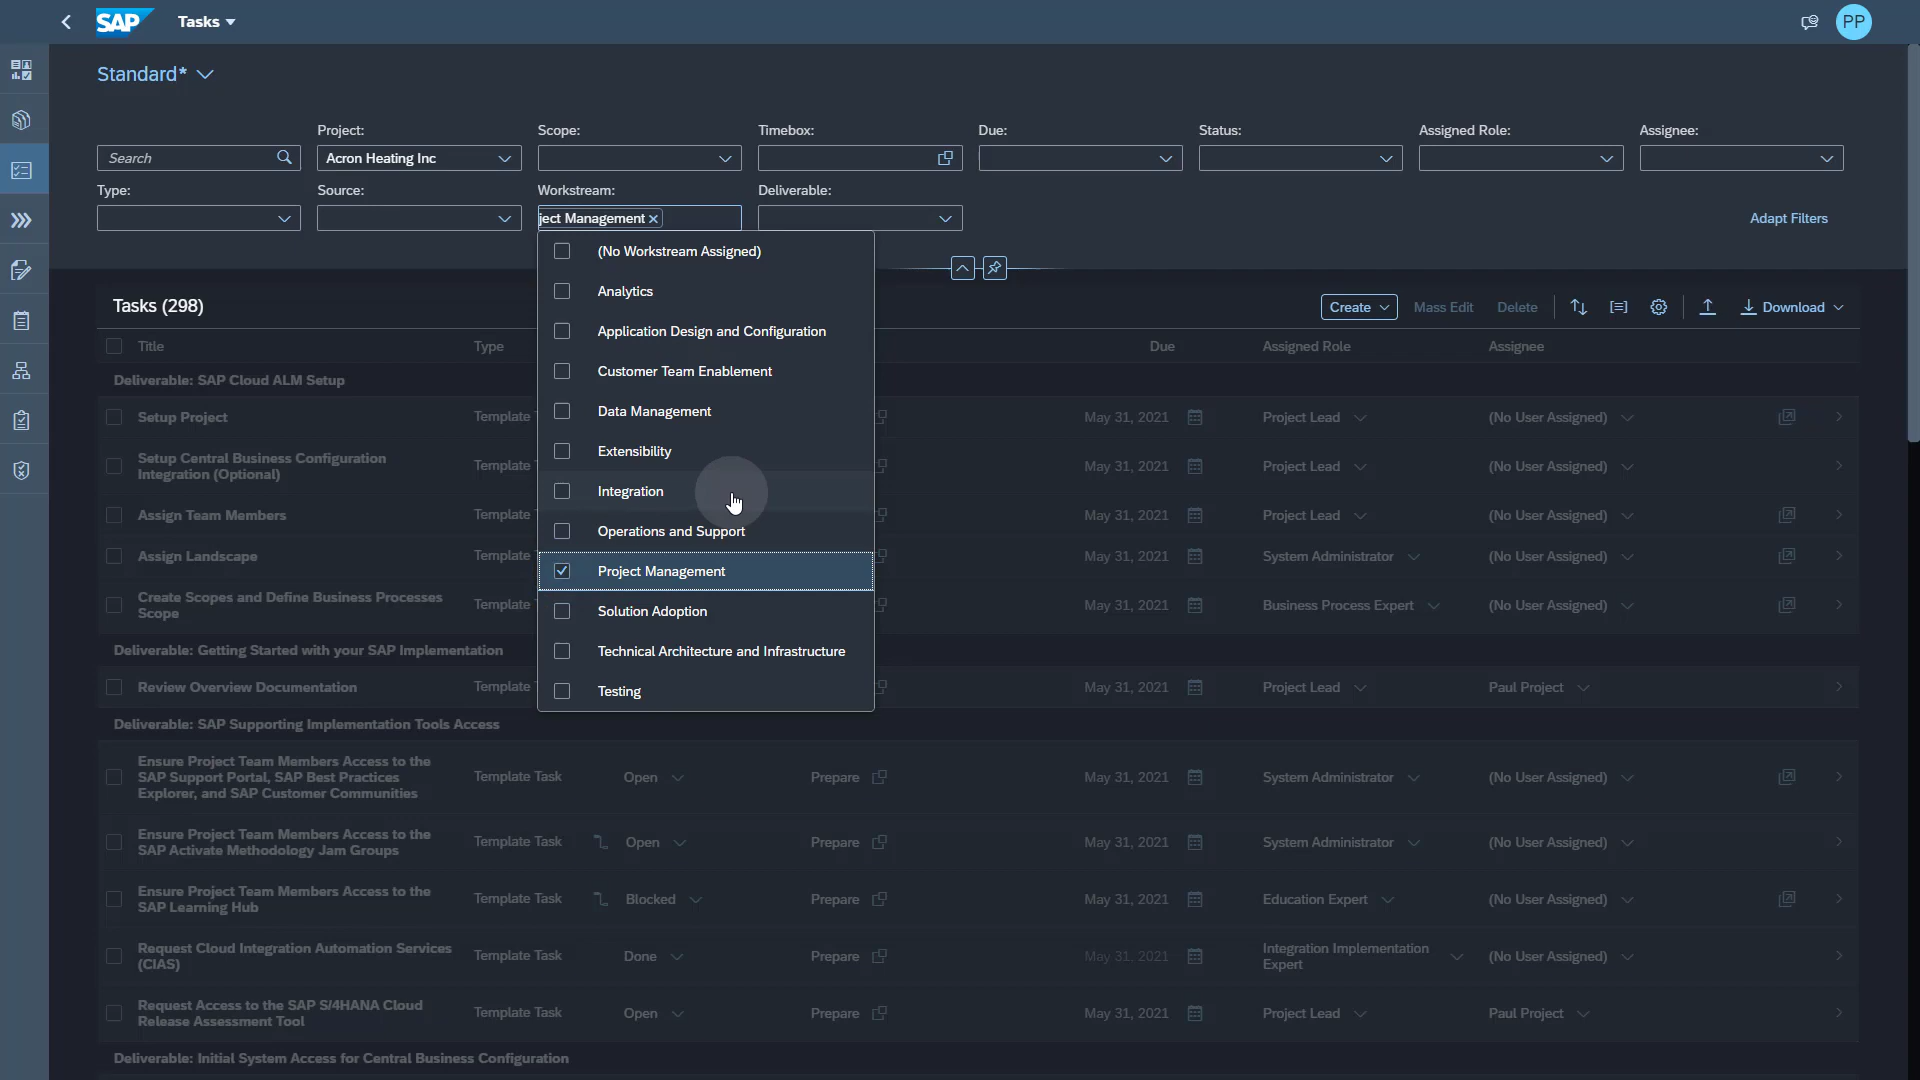 SAP Tasks PP
Standard*
Project: Scope: Timebox: Due: Status: Assigned Role: Assignee:
Search Acron Heating Inc
Type: Source: Workstream: Deliverable:
ject Management Adapt Filters
(No Workstream Assigned)
Analytics
Application Design and Configuration
Customer Team Enablement
Data Management
Extensibility
Integration
Operations and Support
Project Management
Solution Adoption
Technical Architecture and Infrastructure
Testing
Tasks (298) Create Mass Edit Delete Download
Title Type Due Assigned Role Assignee
Deliverable: SAP Cloud ALM Setup
Setup Project Template May 31, 2021 Project Lead (No User Assigned)
Setup Central Business Configuration
Integration (Optional) Template May 31, 2021 Project Lead (No User Assigned)
Assign Team Members Template May 31, 2021 Project Lead (No User Assigned)
Assign Landscape Template May 31, 2021 System Administrator (No User Assigned)
Create Scopes and Define Business Processes
Scope Template May 31, 2021 Business Process Expert (No User Assigned)
Deliverable: Getting Started with your SAP Implementation
Review Overview Documentation Template May 31, 2021 Project Lead Paul Project
Deliverable: SAP Supporting Implementation Tools Access
Ensure Project Team Members Access to the
SAP Support Portal, SAP Best Practices Template Task Open Prepare May 31, 2021 System Administrator (No User Assigned)
Explorer, and SAP Customer Communities
Ensure Project Team Members Access to the
SAP Activate Methodology Jam Groups Template Task Open Prepare May 31, 2021 System Administrator (No User Assigned)
Ensure Project Team Members Access to the
SAP Learning Hub Template Task Blocked Prepare May 31, 2021 Education Expert (No User Assigned)
Request Cloud Integration Automation Services Integration Implementation
(CIAS) Template Task Done Prepare May 31, 2021 Expert (No User Assigned)
Request Access to the SAP S/4HANA Cloud
Release Assessment Tool Template Task Open Prepare May 31, 2021 Project Lead Paul Project
Deliverable: Initial System Access for Central Business Configuration